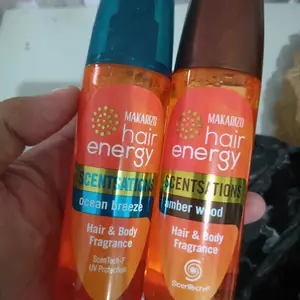 MAKARIZO
hair
energy
SCENTSATIONS
ocean breeze
Hair & Body
Fragrance
ScenTech-F
UV Protection
MAKARIZO
hair
energy
SCENTSATIONS
amber wood
Hair & Body
Fragrance
ScenTech